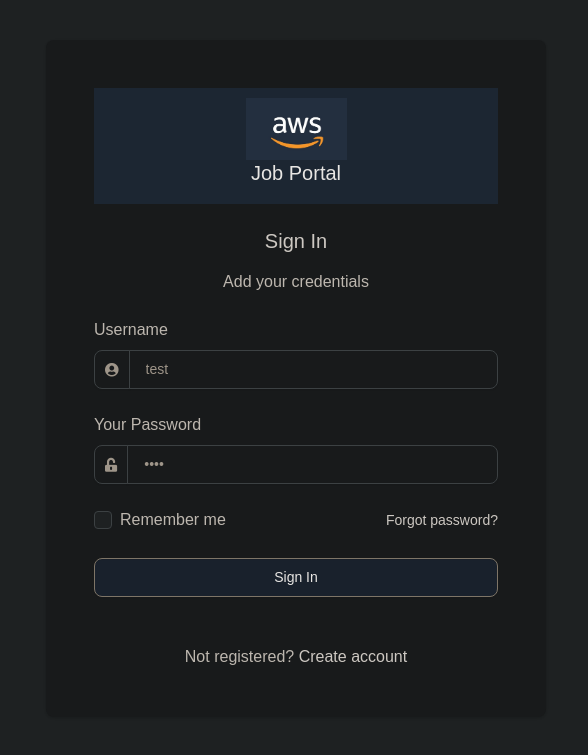 aws
Job Portal
Sign In
Add your credentials
Username
test
Your Password
••••
Remember me
Forgot password?
Sign In
Not registered? Create account